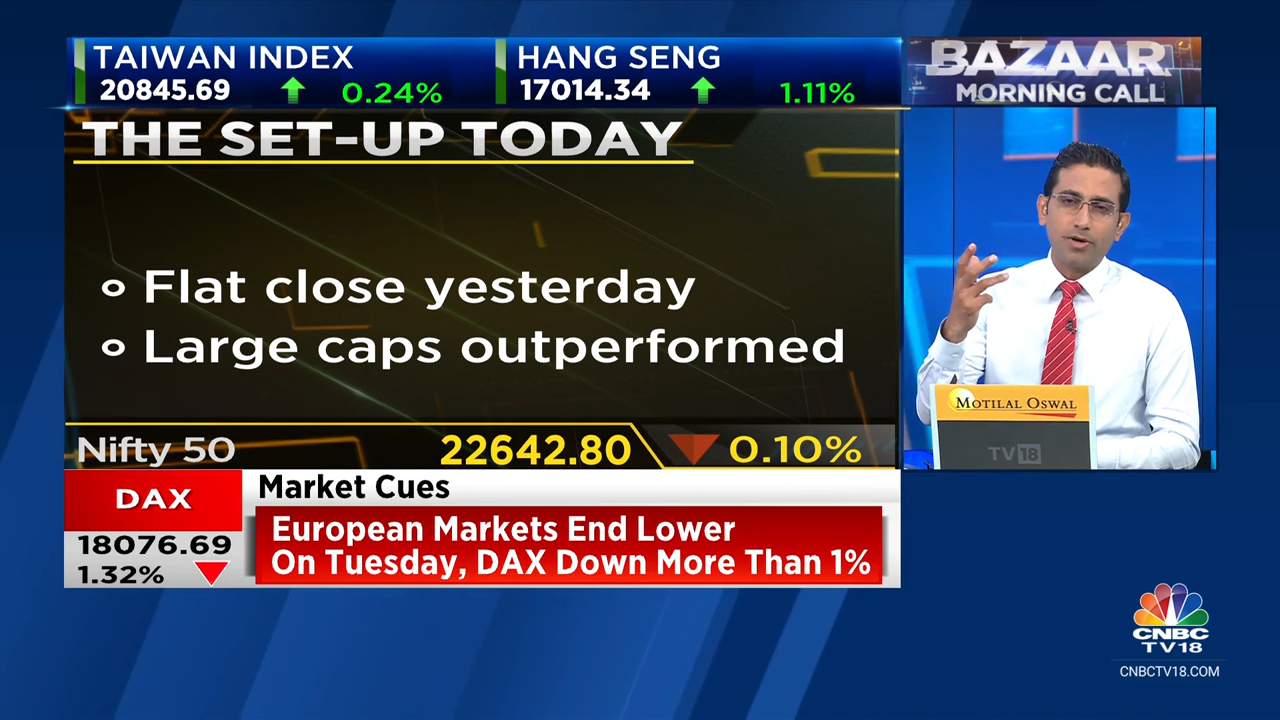 TAIWAN INDEX
20845.69 0.24%
HANG SENG
17014.34 1.11%
BAZAAR
MORNING CALL
THE SET-UP TODAY
Flat close yesterday
Large caps outperformed
MOTILAL OSWAL
TV18
Nifty 50 22642.80 0.10%
DAX
18076.69
1.32%
Market Cues
European Markets End Lower
On Tuesday, DAX Down More Than 1%
CNBC
TV18
CNBCTV18.COM